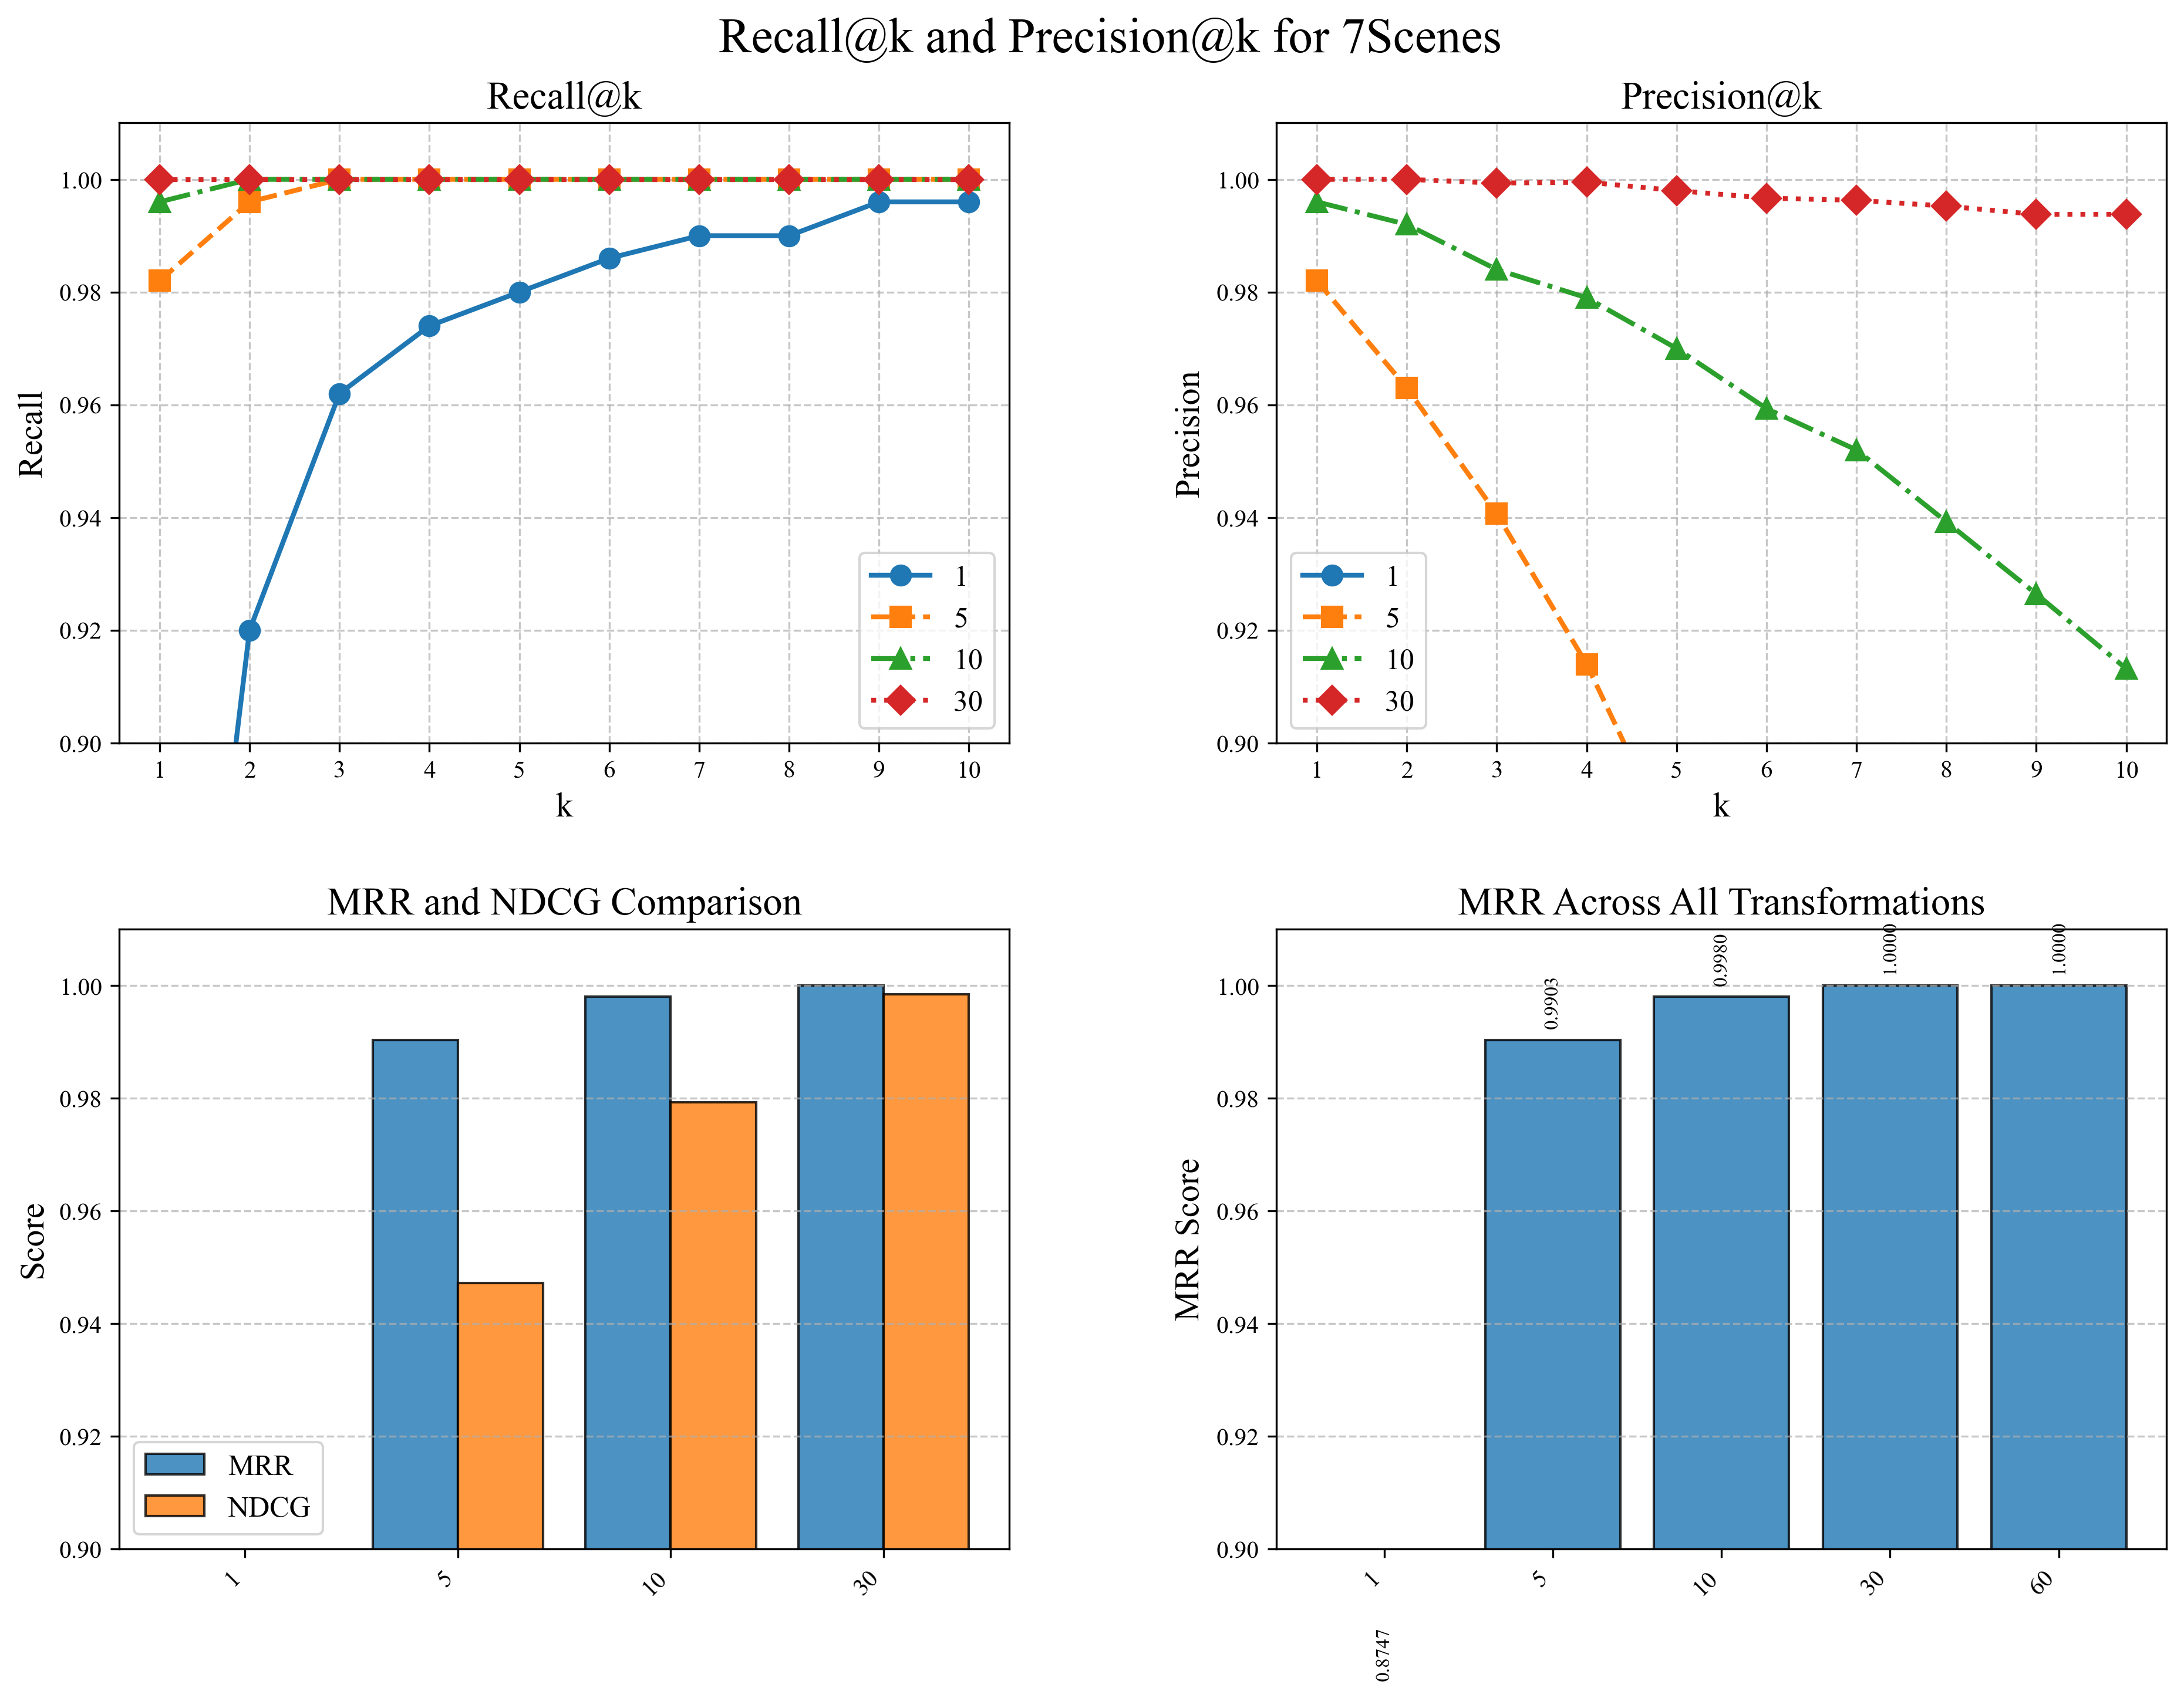 Recall@k and Precision@k for 7Scenes
Recall@k
Recall
1.00
0.98
0.96
0.94
0.92
0.90
1 2 3 4 5 6 7 8 9 10
k
1
5
10
30
Precision@k
Precision
1.00
0.98
0.96
0.94
0.92
0.90
1 2 3 4 5 6 7 8 9 10
k
1
5
10
30
MRR and NDCG Comparison
Score
1.00
0.98
0.96
0.94
0.92
0.90
1 5 10 30
MRR
NDCG
MRR Across All Transformations
MRR Score
1.00
0.98
0.96
0.94
0.92
0.90
0.8747
0.9903
0.9980
1.0000
1.0000
1 5 10 30 60